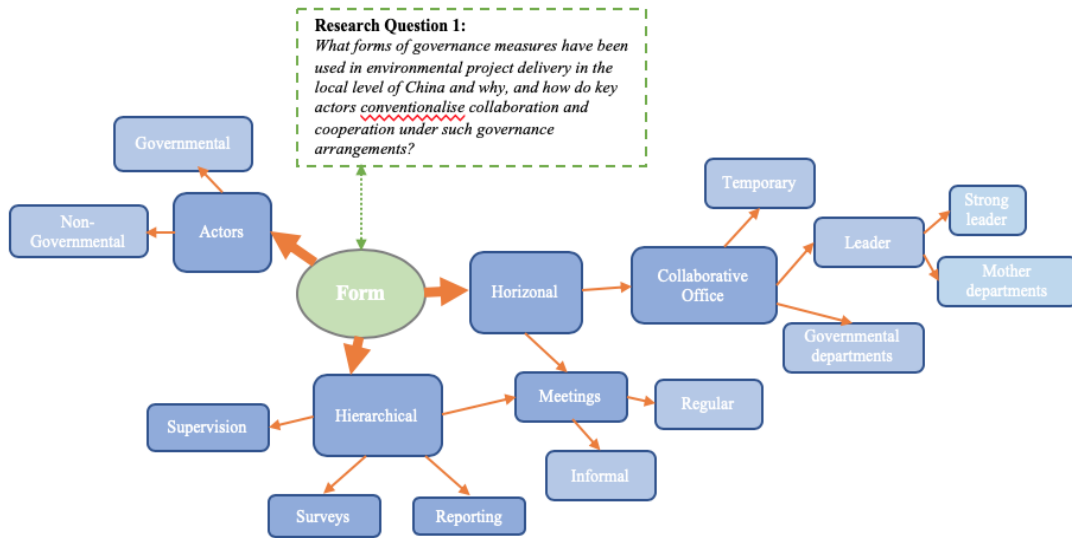 Research Question 1:
What forms of governance measures have been
used in environmental project delivery in the
local level of China and why, and how do key
actors conventionalise collaboration and
cooperation under such governance
arrangements?
Governmental
Non-
Governmental
Actors
Form
Horizonal
Collaborative
Office
Temporary
Leader
Strong
leader
Mother
departments
Governmental
departments
Hierarchical
Supervision
Surveys
Reporting
Meetings
Regular
Informal